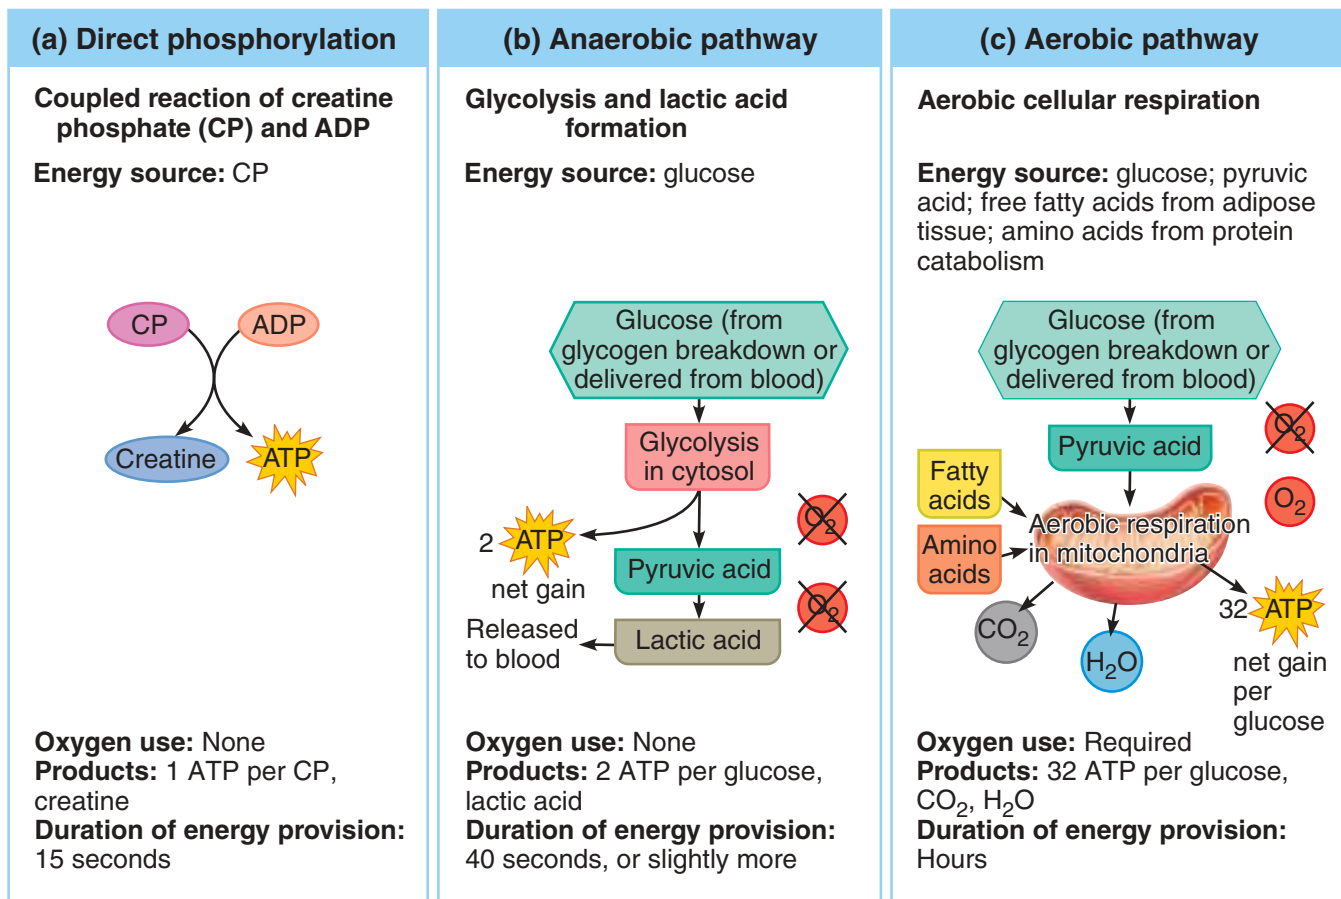 (a) Direct phosphorylation
Coupled reaction of creatine
phosphate (CP) and ADP
Energy source: CP
CP
ADP
Creatine
ATP
Oxygen use: None
Products: 1 ATP per CP,
creatine
Duration of energy provision:
15 seconds
(b) Anaerobic pathway
Glycolysis and lactic acid
formation
Energy source: glucose
Glucose (from
glycogen breakdown or
delivered from blood)
Glycolysis
in cytosol
O₂
2 ATP
net gain
Pyruvic acid
O₂
Released
to blood
Lactic acid
Oxygen use: None
Products: 2 ATP per glucose,
lactic acid
Duration of energy provision:
40 seconds, or slightly more
(c) Aerobic pathway
Aerobic cellular respiration
Energy source: glucose; pyruvic
acid; free fatty acids from adipose
tissue; amino acids from protein
catabolism
Glucose (from
glycogen breakdown or
delivered from blood)
O₂
Pyruvic acid
Fatty
acids
O₂
Aerobic respiration
in mitochondria
Amino
acids
CO₂
H₂O
32 ATP
net gain
per
glucose
Oxygen use: Required
Products: 32 ATP per glucose,
CO₂, H₂O
Duration of energy provision:
Hours